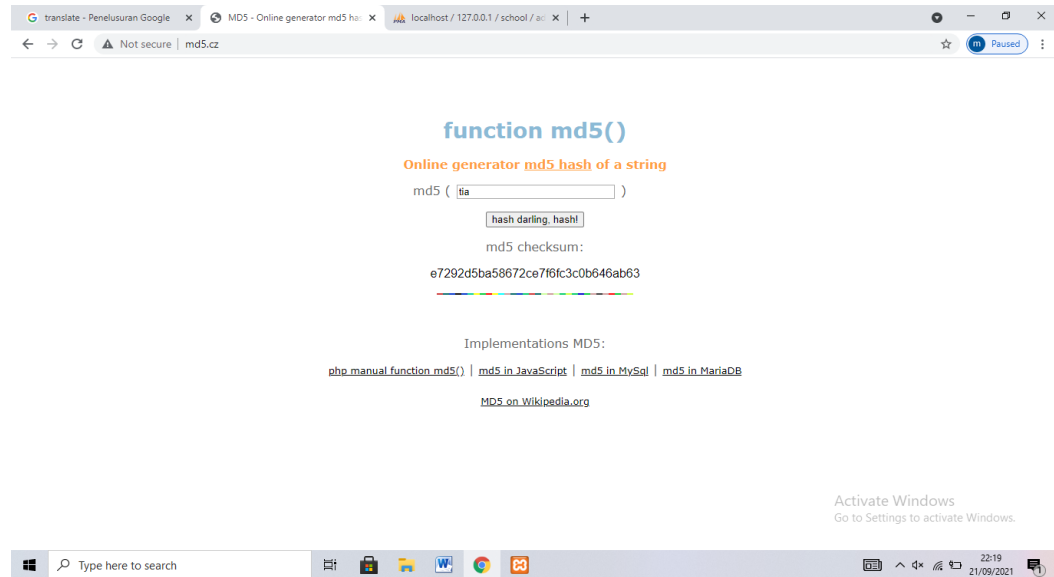 translate - Penelusuran Google
MD5 - Online generator md5 ha
localhost / 127.0.0.1 / school / ad
Not secure | md5.cz
m Paused
function md5()
Online generator md5 hash of a string
md5 ( tia )
hash darling, hash!
md5 checksum:
e7292d5ba58672ce7f6fc3c0b646ab63
Implementations MD5:
php manual function md5() | md5 in JavaScript | md5 in MySql | md5 in MariaDB
MD5 on Wikipedia.org
Activate Windows
Go to Settings to activate Windows.
Type here to search
22:19
21/09/2021